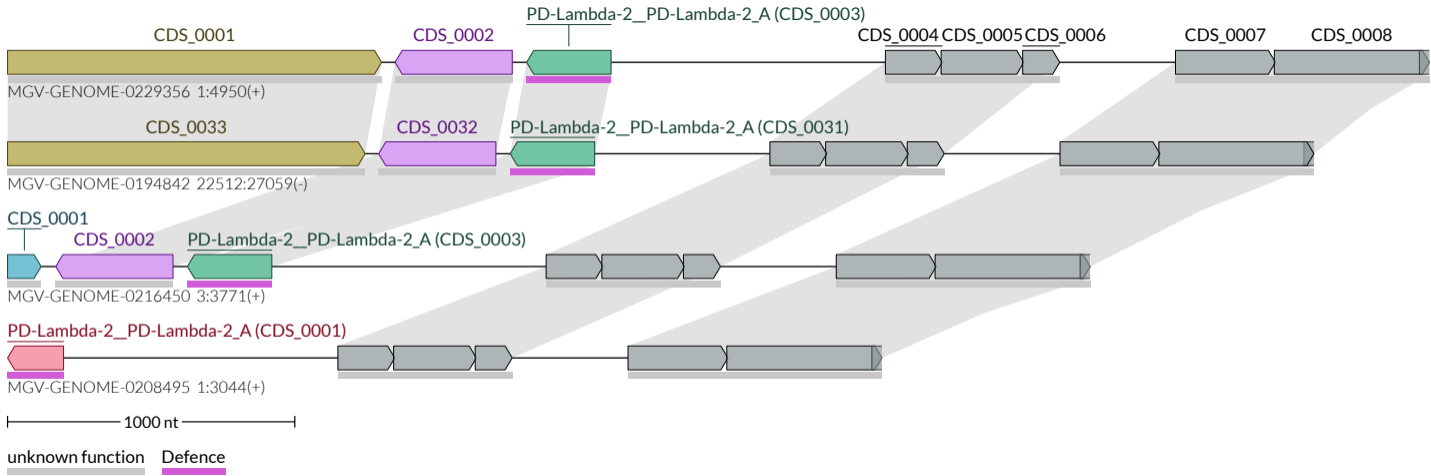 PD-Lambda-2__PD-Lambda-2_A (CDS_0003)
CDS_0001 CDS_0002 CDS_0004 CDS_0005 CDS_0006 CDS_0007 CDS_0008
MGV-GENOME-0229356 1:4950(+)
CDS_0033 CDS_0032 PD-Lambda-2__PD-Lambda-2_A (CDS_0031)
MGV-GENOME-0194842 22512:27059(-)
CDS_0001
CDS_0002 PD-Lambda-2__PD-Lambda-2_A (CDS_0003)
MGV-GENOME-0216450 3:3771(+)
PD-Lambda-2__PD-Lambda-2_A (CDS_0001)
MGV-GENOME-0208495 1:3044(+)
1000 nt
unknown function Defence